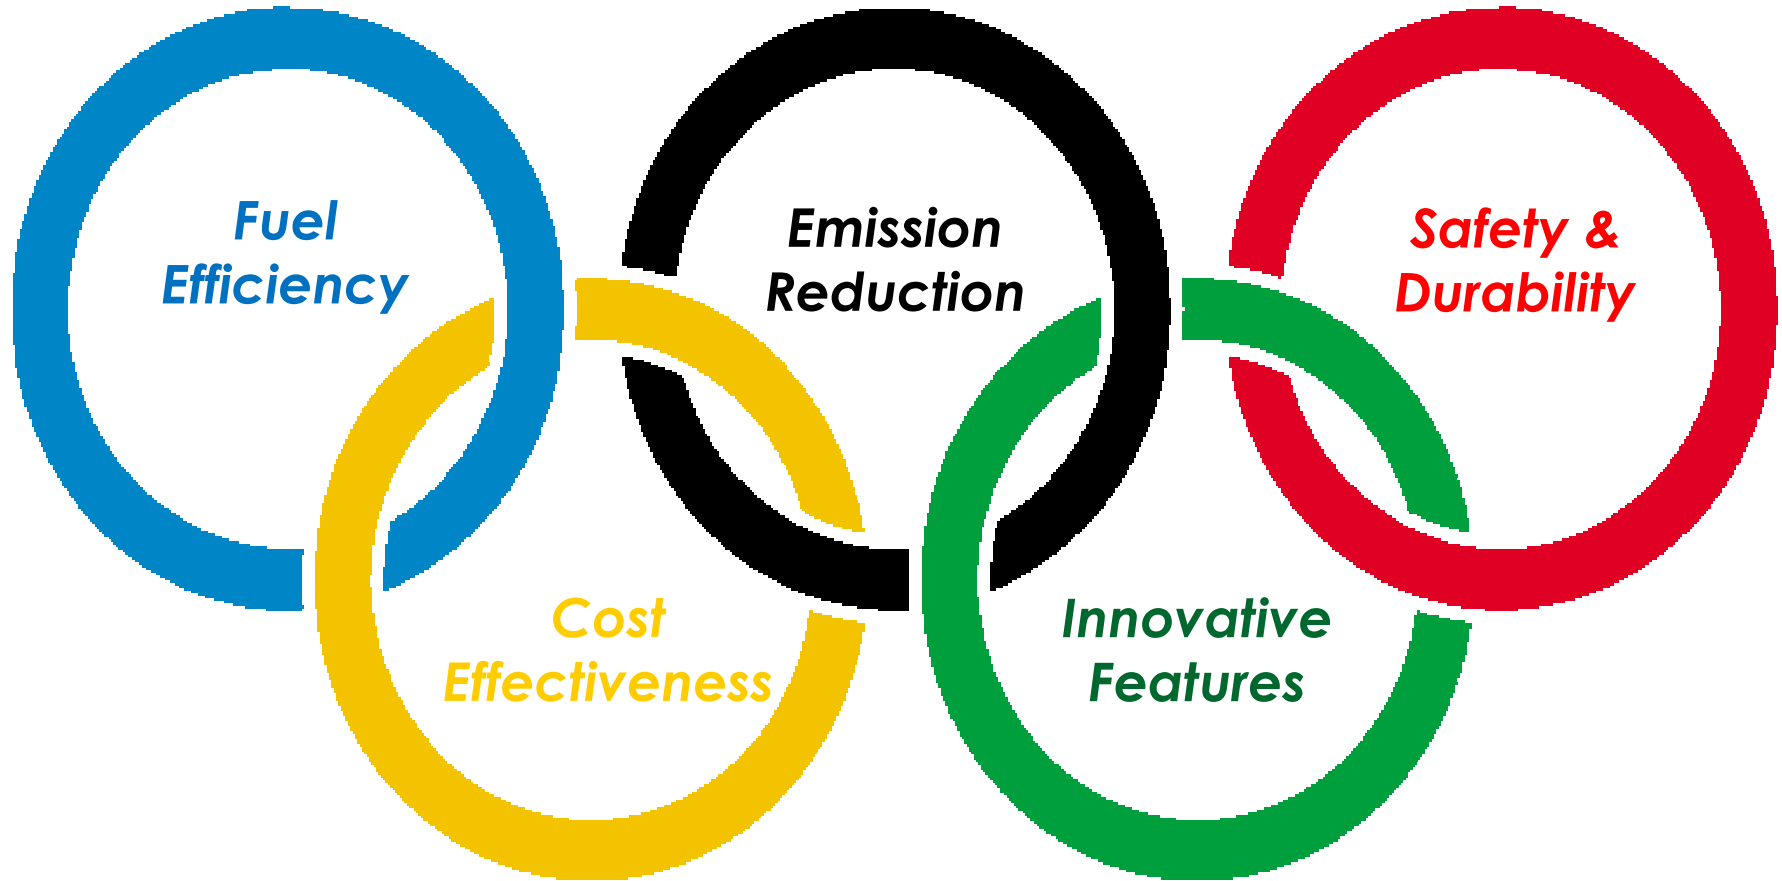 Fuel
Efficiency
Emission
Reduction
Safety &
Durability
Cost
Effectiveness
Innovative
Features